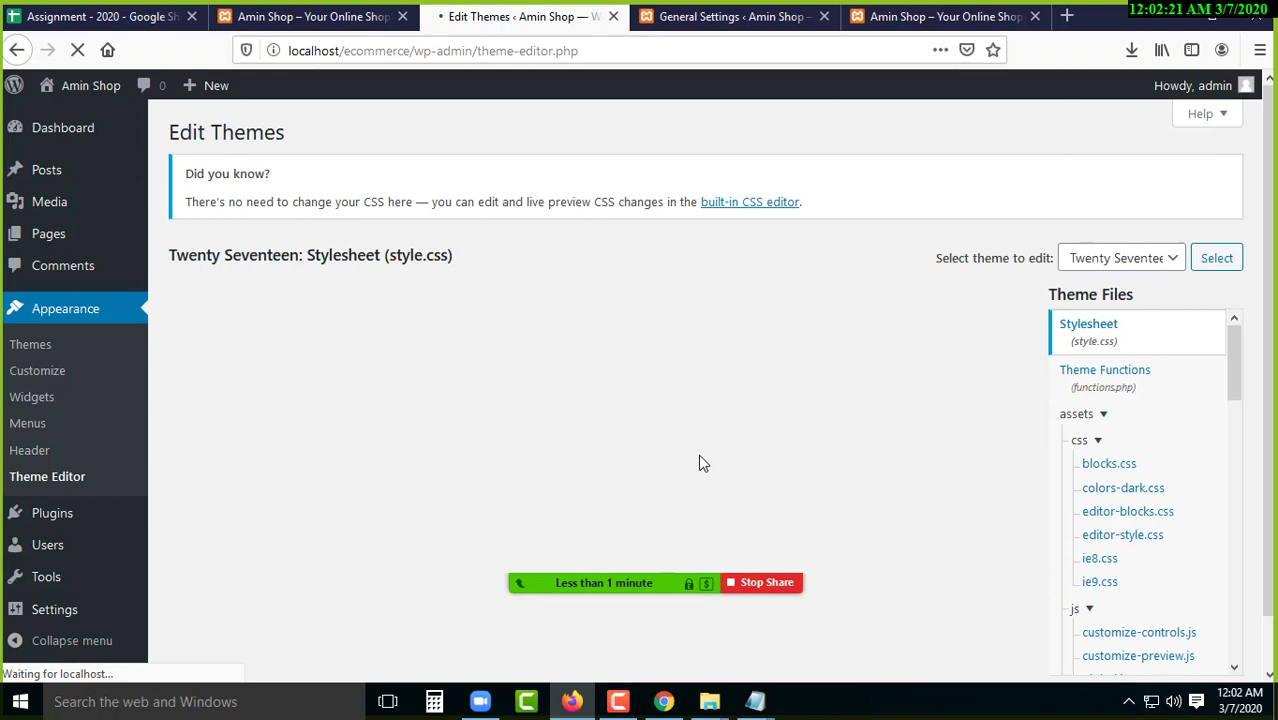 12:02:21 AM 3/7/2020
Assignment - 2020 - Google Sh
Amin Shop – Your Online Shop
Edit Themes ‹ Amin Shop — W
General Settings ‹ Amin Shop –
Amin Shop – Your Online Shop
localhost/ecommerce/wp-admin/theme-editor.php
Amin Shop
0
New
Howdy, admin
Help
Dashboard
Posts
Media
Pages
Comments
Appearance
Themes
Customize
Widgets
Menus
Header
Theme Editor
Plugins
Users
Tools
Settings
Collapse menu
Edit Themes
Did you know?
There's no need to change your CSS here — you can edit and live preview CSS changes in the built-in CSS editor.
Twenty Seventeen: Stylesheet (style.css)
Select theme to edit:
Twenty Seventee
Select
Theme Files
Stylesheet
(style.css)
Theme Functions
(functions.php)
assets
css
blocks.css
colors-dark.css
editor-blocks.css
editor-style.css
ie8.css
ie9.css
js
customize-controls.js
customize-preview.js
Less than 1 minute
Stop Share
Waiting for localhost...
Search the web and Windows
12:02 AM
3/7/2020